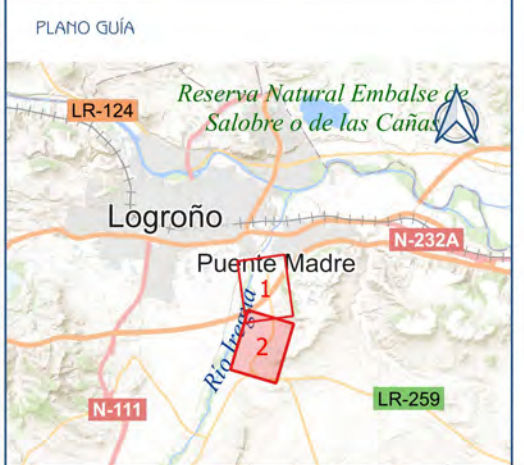 PLANO GUÍA
Reserva Natural Embalse de
Salobre o de las Cañas
LR-124
Logroño
N-232A
Puente Madre
1
Río Iregua
2
LR-259
N-111